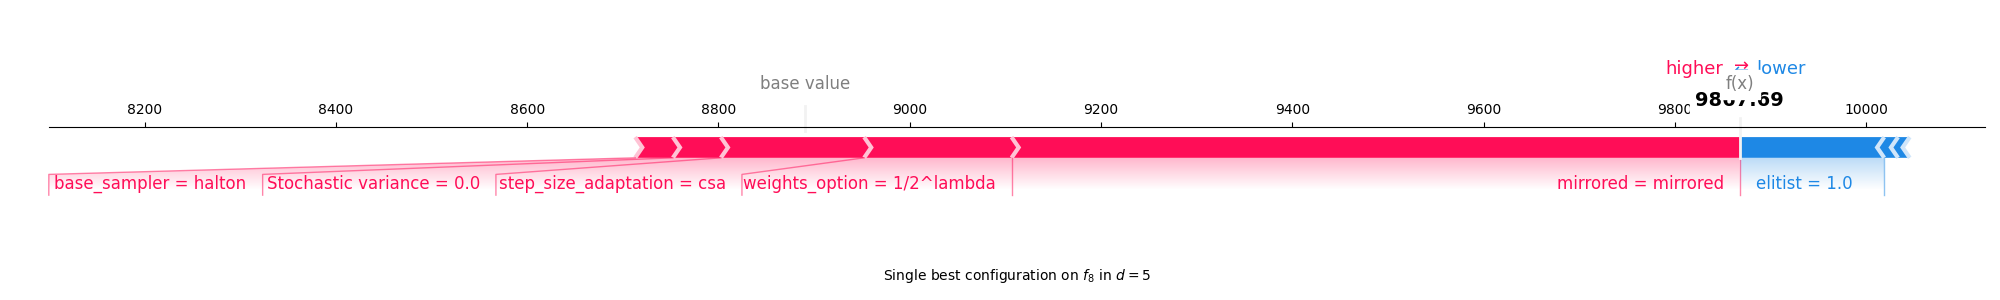 higher ⇄ lower
base value f(x)
8200 8400 8600 8800 9000 9200 9400 9600 9800 10000
base_sampler = halton Stochastic variance = 0.0 step_size_adaptation = csa weights_option = 1/2^lambda mirrored = mirrored elitist = 1.0
Single best configuration on f₈ in d = 5